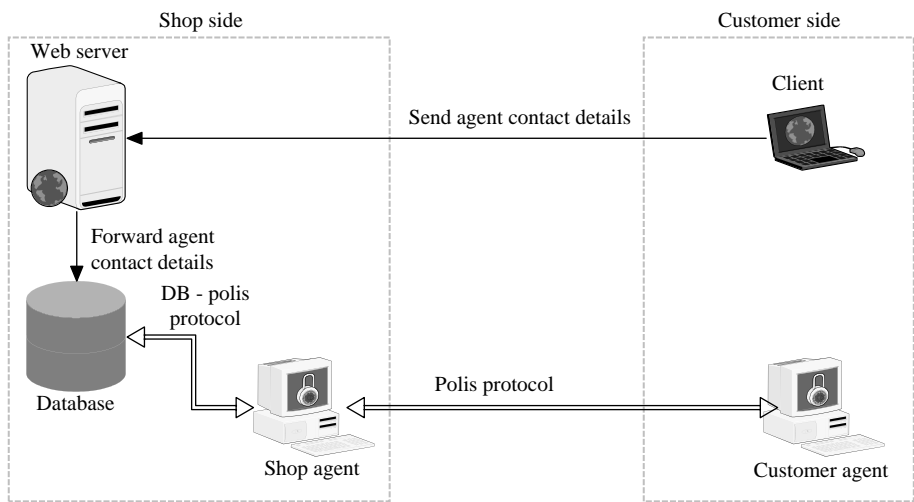 Shop side
Customer side
Web server
Client
Send agent contact details
Forward agent
contact details
DB - polis
protocol
Database
Polis protocol
Shop agent
Customer agent